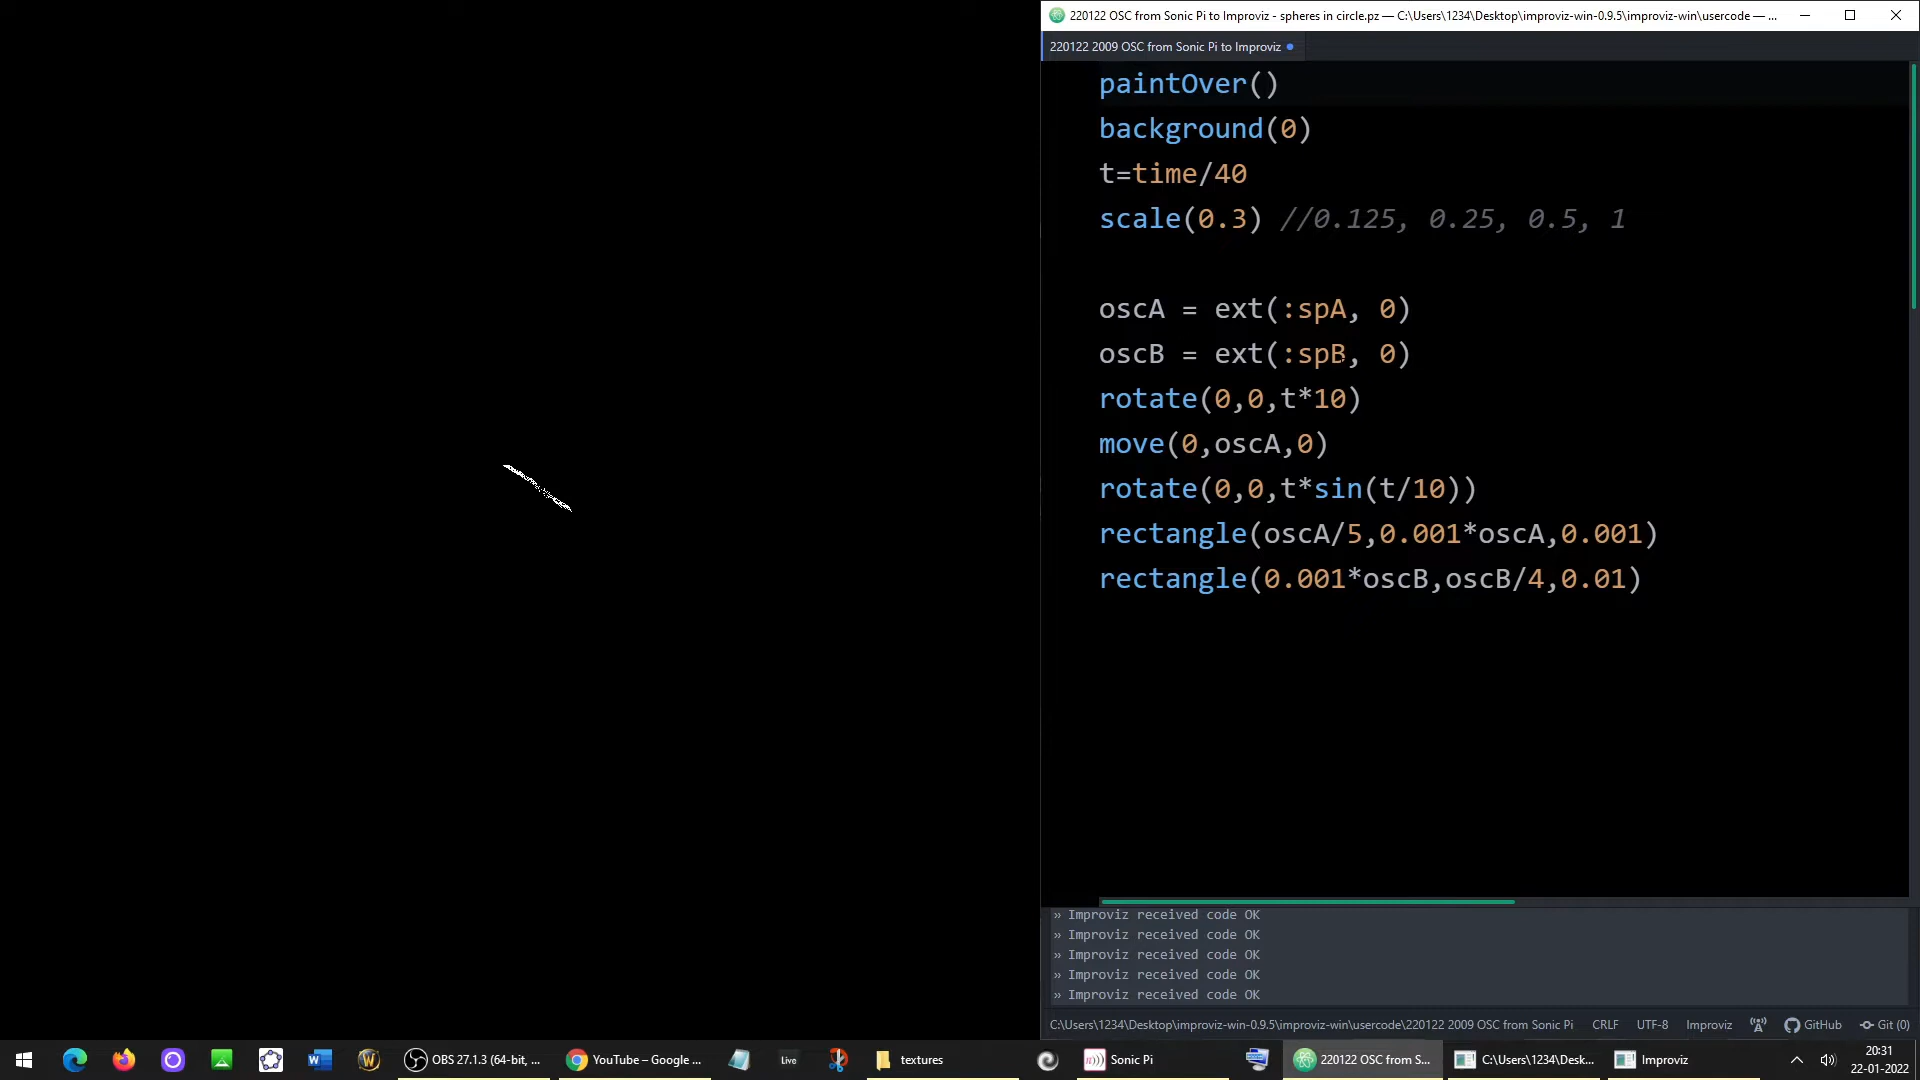 220122 OSC from Sonic Pi to Improviz - spheres in circle.pz — C:\Users\1234\Desktop\improviz-win-0.9.5\improviz-win\usercode — ...
220122 2009 OSC from Sonic Pi to Improviz
paintOver()
background(0)
t=time/40
scale(0.3) //0.125, 0.25, 0.5, 1
oscA = ext(:spA, 0)
oscB = ext(:spB, 0)
rotate(0,0,t*10)
move(0,oscA,0)
rotate(0,0,t*sin(t/10))
rectangle(oscA/5,0.001*oscA,0.001)
rectangle(0.001*oscB,oscB/4,0.01)
» Improviz received code OK
» Improviz received code OK
» Improviz received code OK
» Improviz received code OK
» Improviz received code OK
C:\Users\1234\Desktop\improviz-win-0.9.5\improviz-win\usercode\220122 2009 OSC from Sonic Pi CRLF UTF-8 Improviz GitHub Git (0)
OBS 27.1.3 (64-bit, ... YouTube – Google ... Live textures Sonic Pi 220122 OSC from S... C:\Users\1234\Desk... Improviz 20:31
22-01-2022